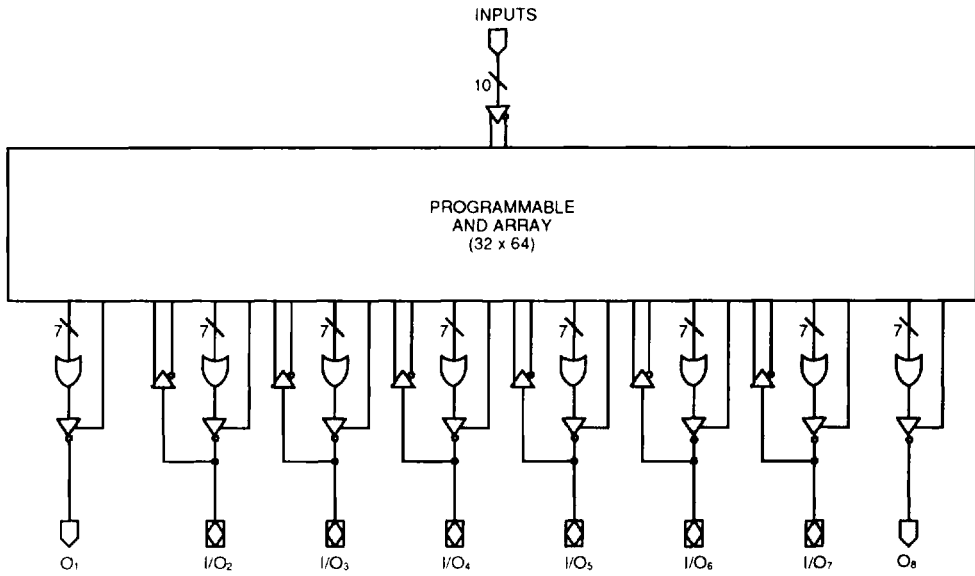 INPUTS
10
PROGRAMMABLE
AND ARRAY
(32 x 64)
7 7 7 7 7 7 7 7
O1 I/O2 I/O3 I/O4 I/O5 I/O6 I/O7 O8